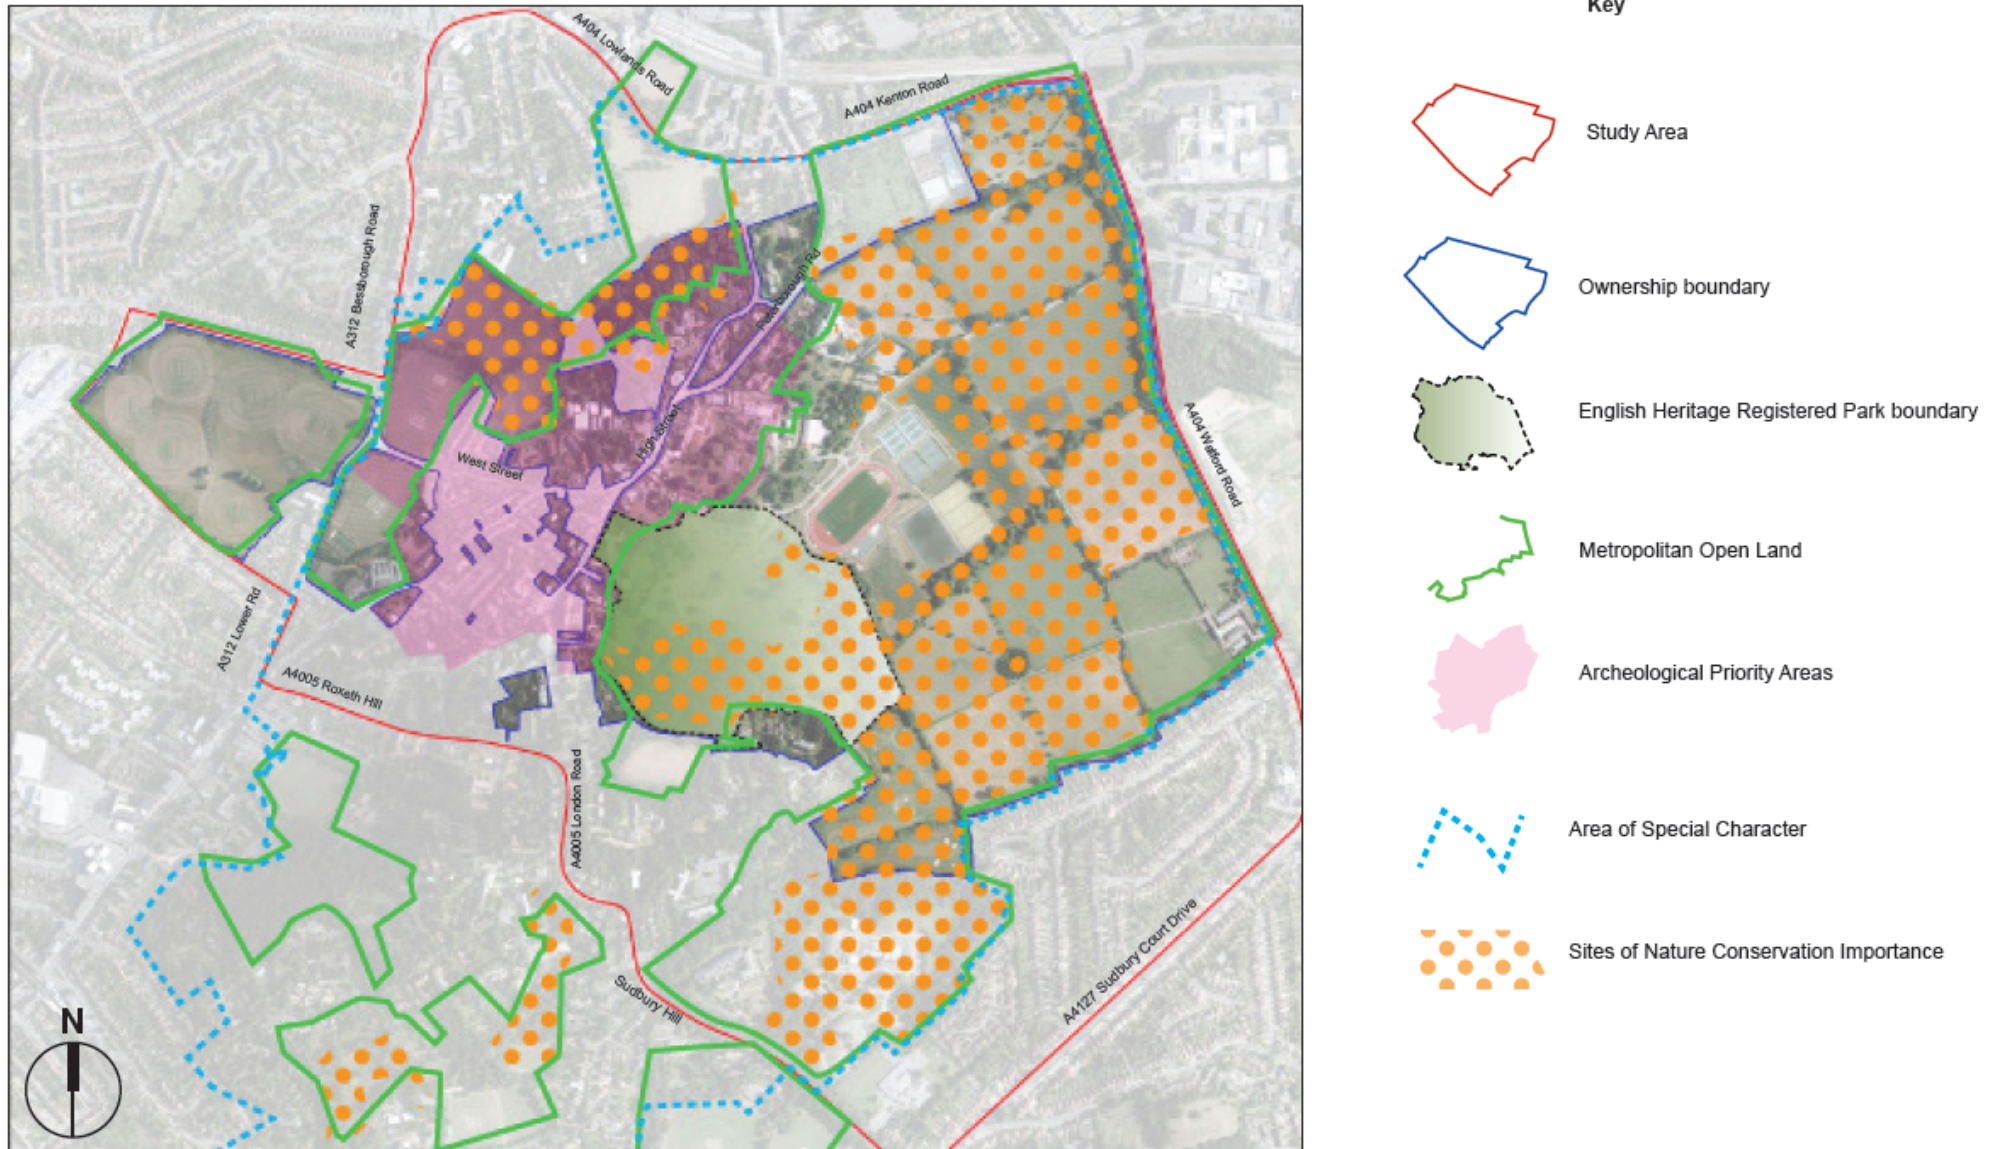 Key
A404 Lowlands Road
A404 Kenton Road
A312 Bessborough Road
Peterborough Rd
High Street
West Street
A404 Watford Road
A312 Lower Rd
A4005 Roxeth Hill
A4005 London Road
Sudbury Hill
A4127 Sudbury Court Drive
N
Study Area
Ownership boundary
English Heritage Registered Park boundary
Metropolitan Open Land
Archeological Priority Areas
Area of Special Character
Sites of Nature Conservation Importance